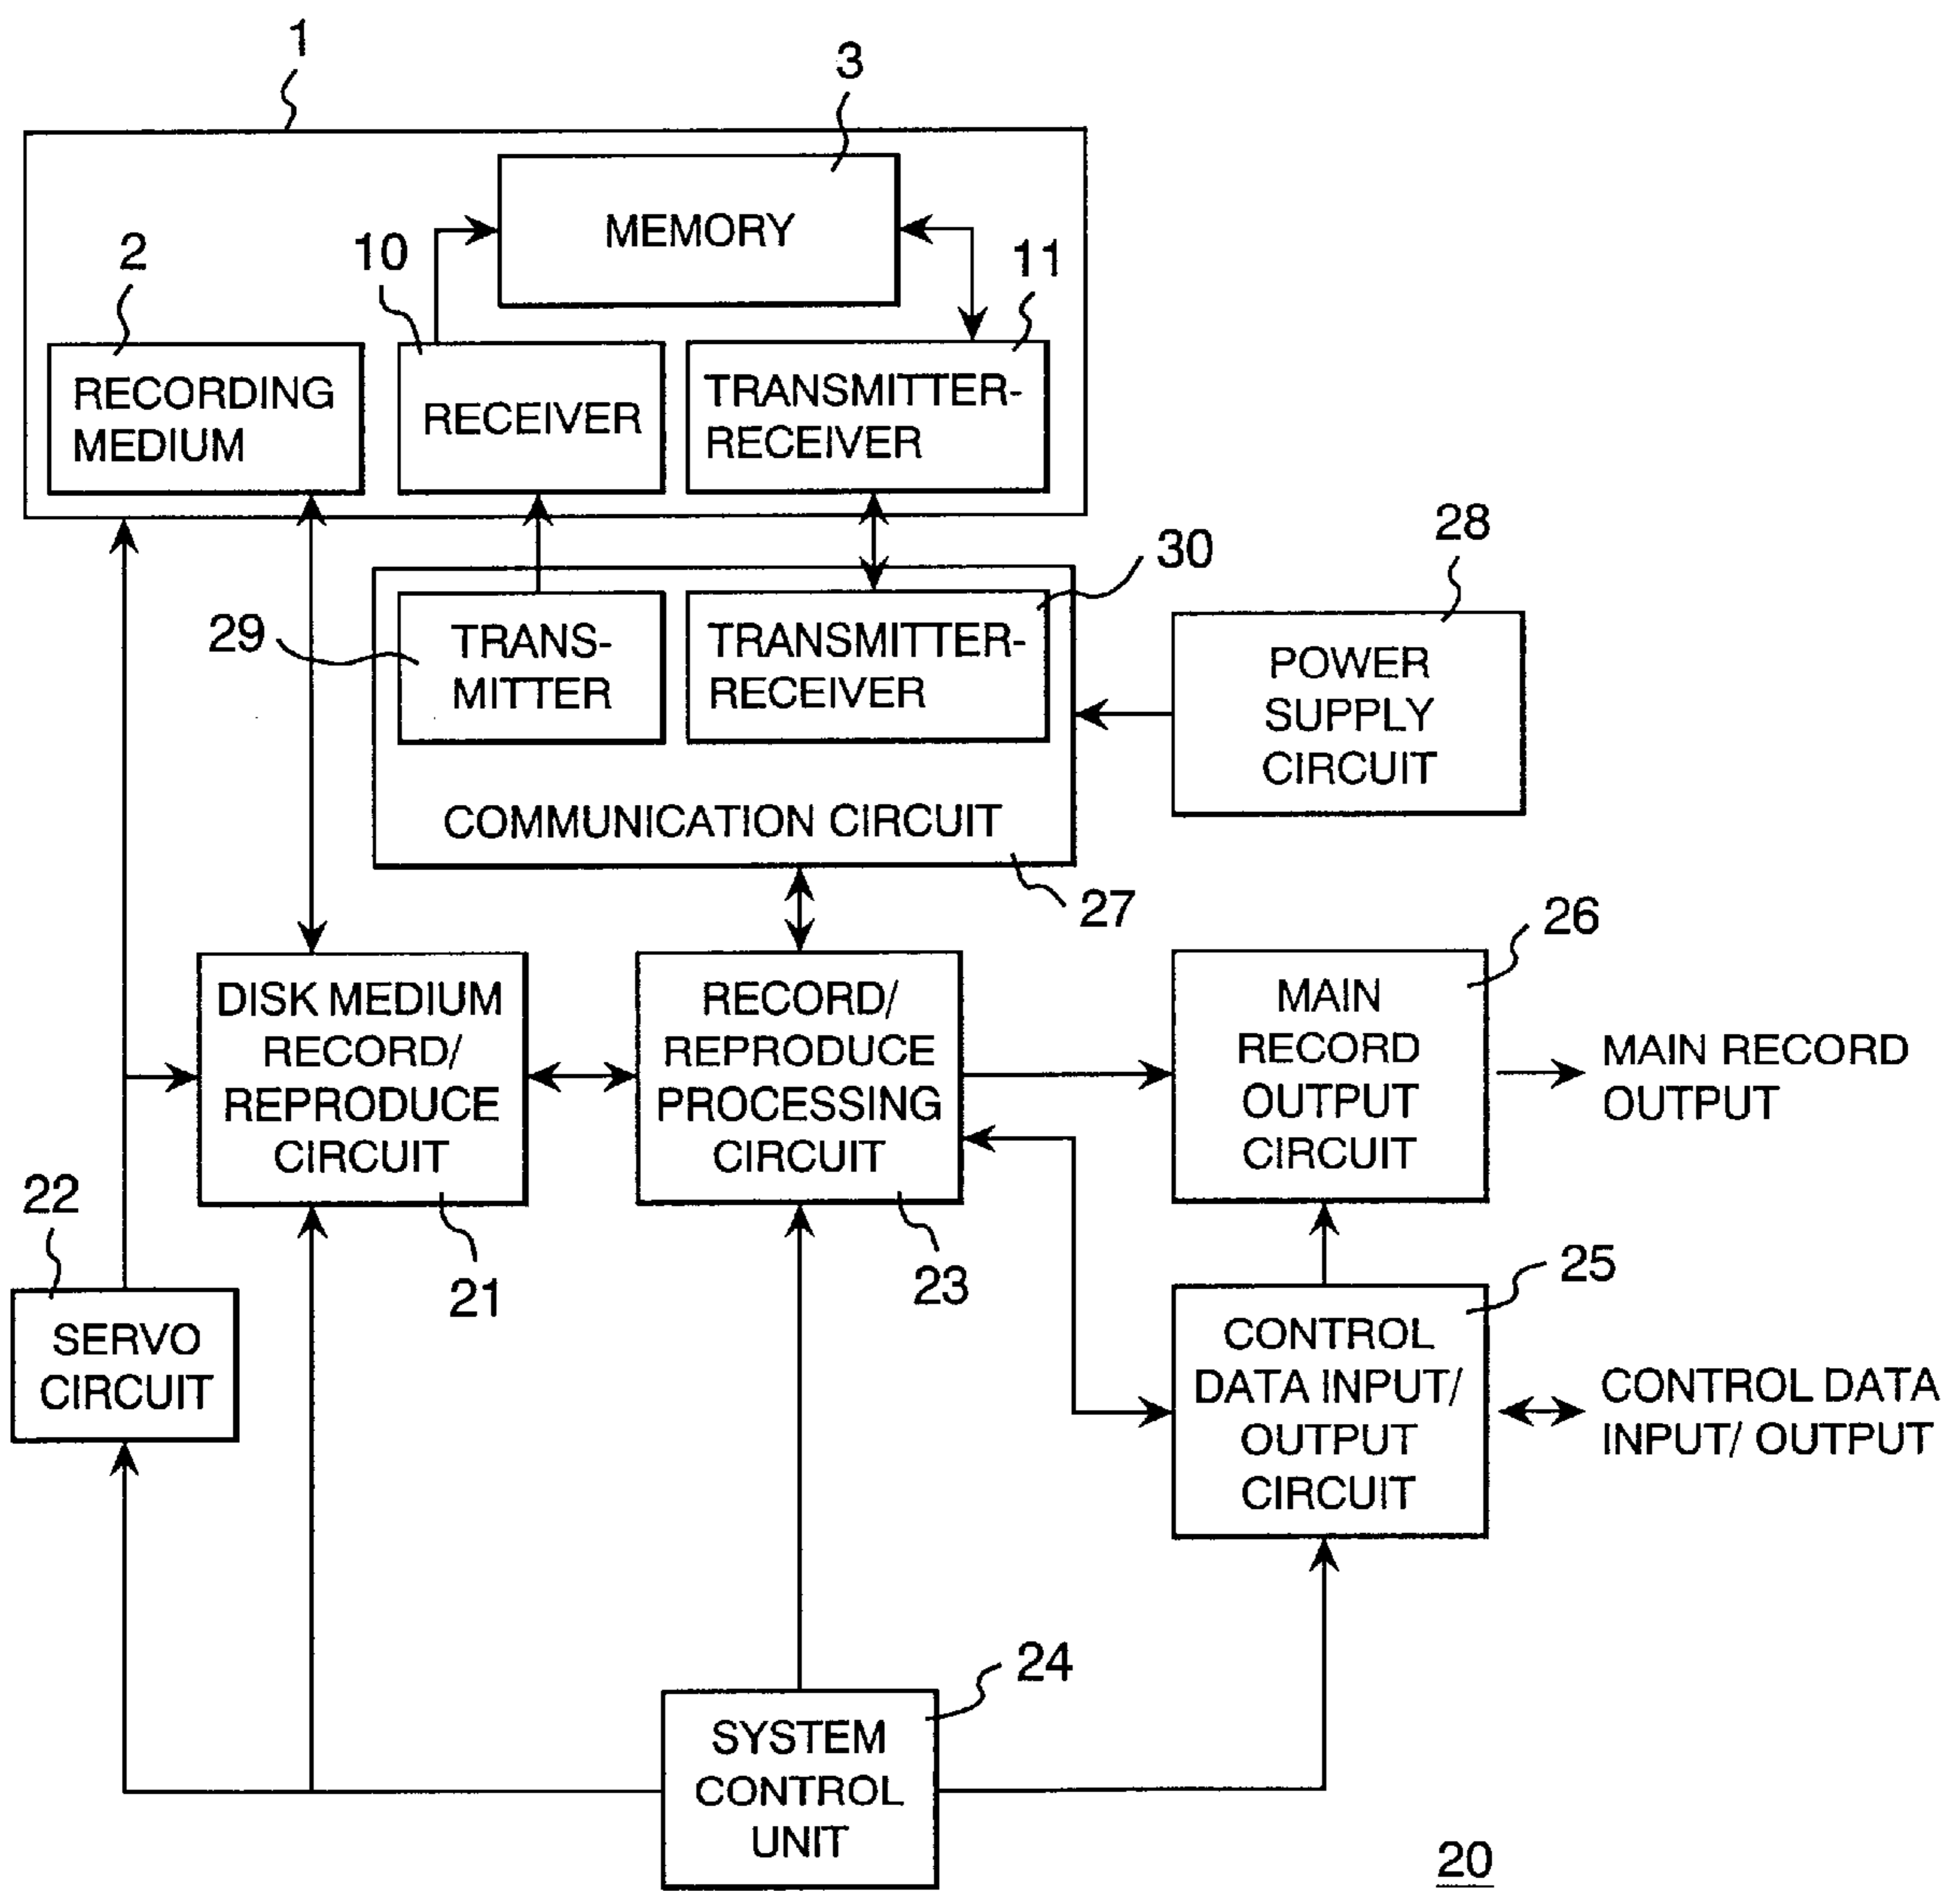 1
3
MEMORY
2
10
11
RECORDING
MEDIUM
RECEIVER
TRANSMITTER-
RECEIVER
30
28
29
TRANS-
MITTER
TRANSMITTER-
RECEIVER
POWER
SUPPLY
CIRCUIT
COMMUNICATION CIRCUIT
27
26
DISK MEDIUM
RECORD/
REPRODUCE
CIRCUIT
RECORD/
REPRODUCE
PROCESSING
CIRCUIT
MAIN
RECORD
OUTPUT
CIRCUIT
MAIN RECORD
OUTPUT
22
21
23
25
SERVO
CIRCUIT
CONTROL
DATA INPUT/
OUTPUT
CIRCUIT
CONTROL DATA
INPUT/ OUTPUT
24
SYSTEM
CONTROL
UNIT
20